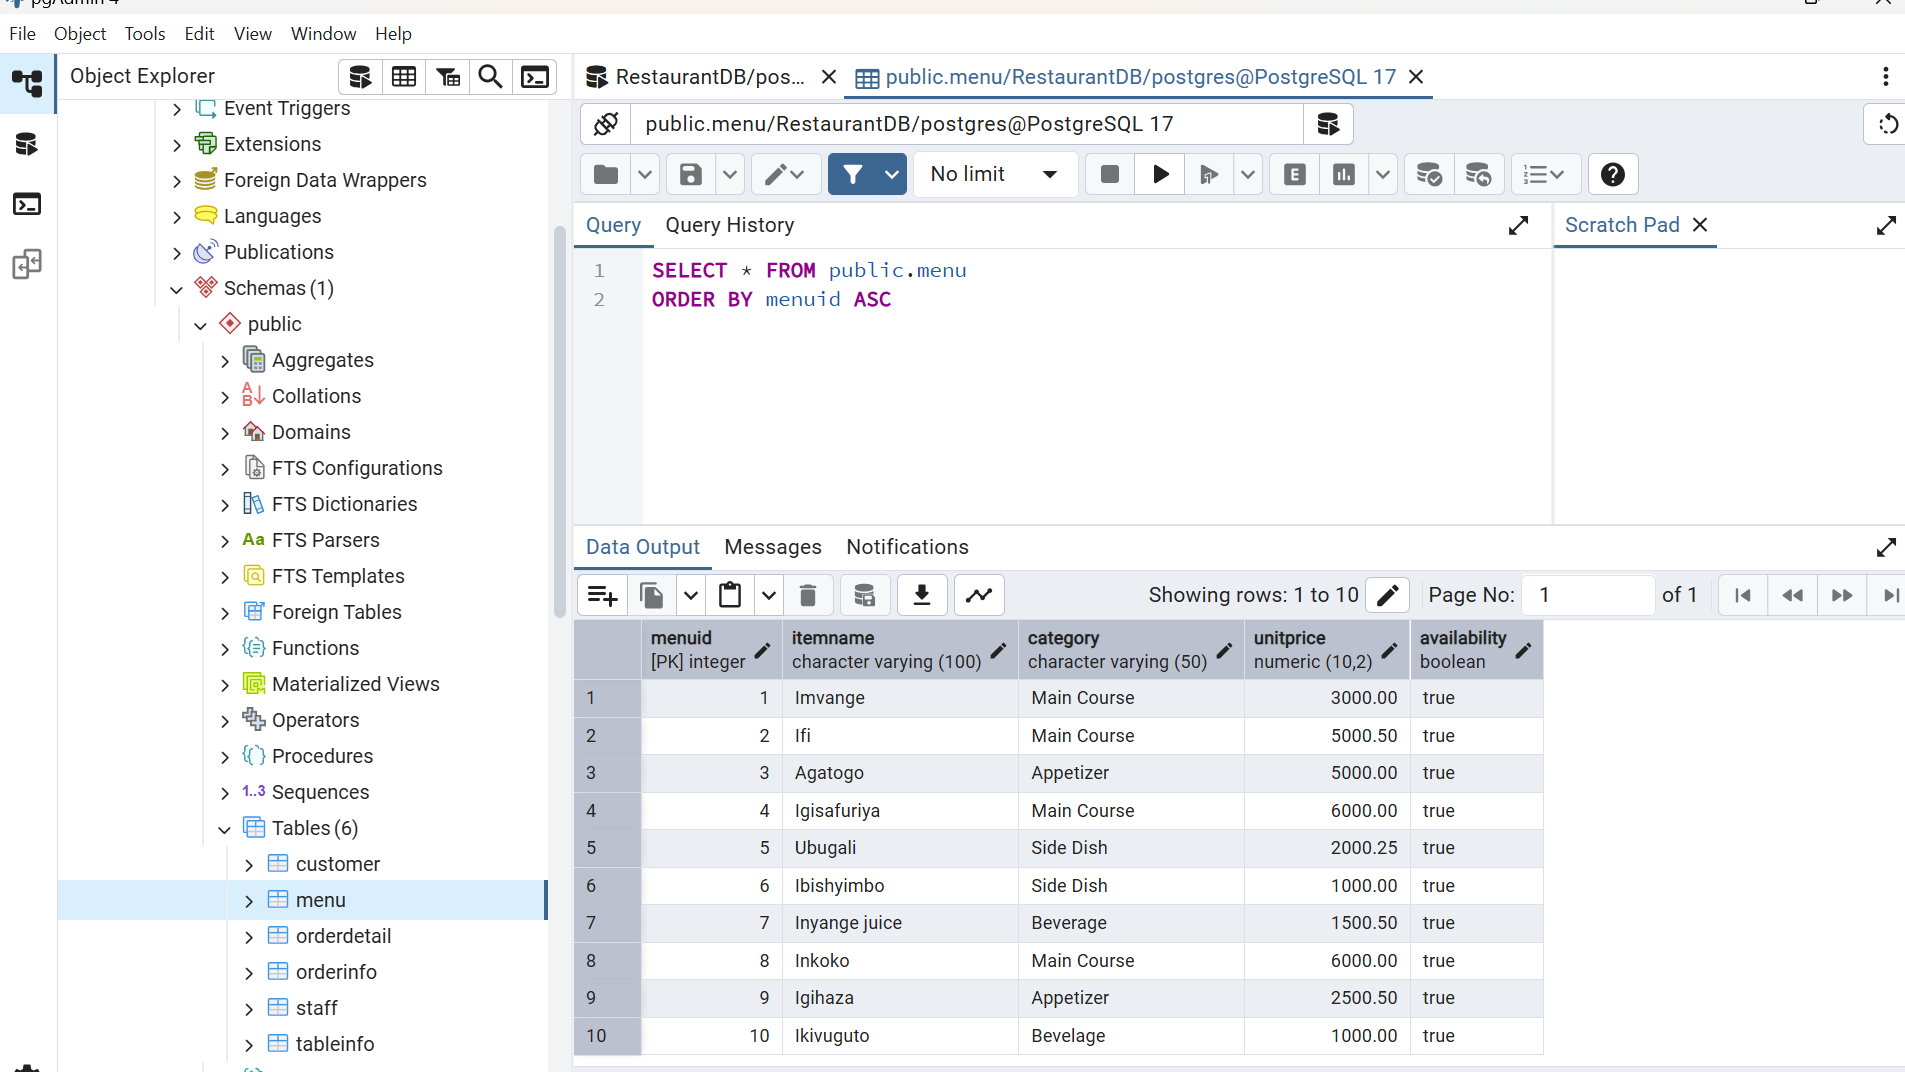 pgAdmin 4
File Object Tools Edit View Window Help
Object Explorer
RestaurantDB/pos... public.menu/RestaurantDB/postgres@PostgreSQL 17
public.menu/RestaurantDB/postgres@PostgreSQL 17
No limit
E
Query Query History
Scratch Pad
1 SELECT * FROM public.menu
2 ORDER BY menuid ASC
Event Triggers
Extensions
Foreign Data Wrappers
Languages
Publications
Schemas (1)
public
Aggregates
Collations
Domains
FTS Configurations
FTS Dictionaries
Aa FTS Parsers
FTS Templates
Foreign Tables
Functions
Materialized Views
Operators
Procedures
1..3 Sequences
Tables (6)
customer
menu
orderdetail
orderinfo
staff
tableinfo
Data Output Messages Notifications
Showing rows: 1 to 10 Page No: 1 of 1
menuid itemname category unitprice availability
[PK] integer character varying (100) character varying (50) numeric (10,2) boolean
1 1 Imvange Main Course 3000.00 true
2 2 Ifi Main Course 5000.50 true
3 3 Agatogo Appetizer 5000.00 true
4 4 Igisafuriya Main Course 6000.00 true
5 5 Ubugali Side Dish 2000.25 true
6 6 Ibishyimbo Side Dish 1000.00 true
7 7 Inyange juice Beverage 1500.50 true
8 8 Inkoko Main Course 6000.00 true
9 9 Igihaza Appetizer 2500.50 true
10 10 Ikivuguto Bevelage 1000.00 true